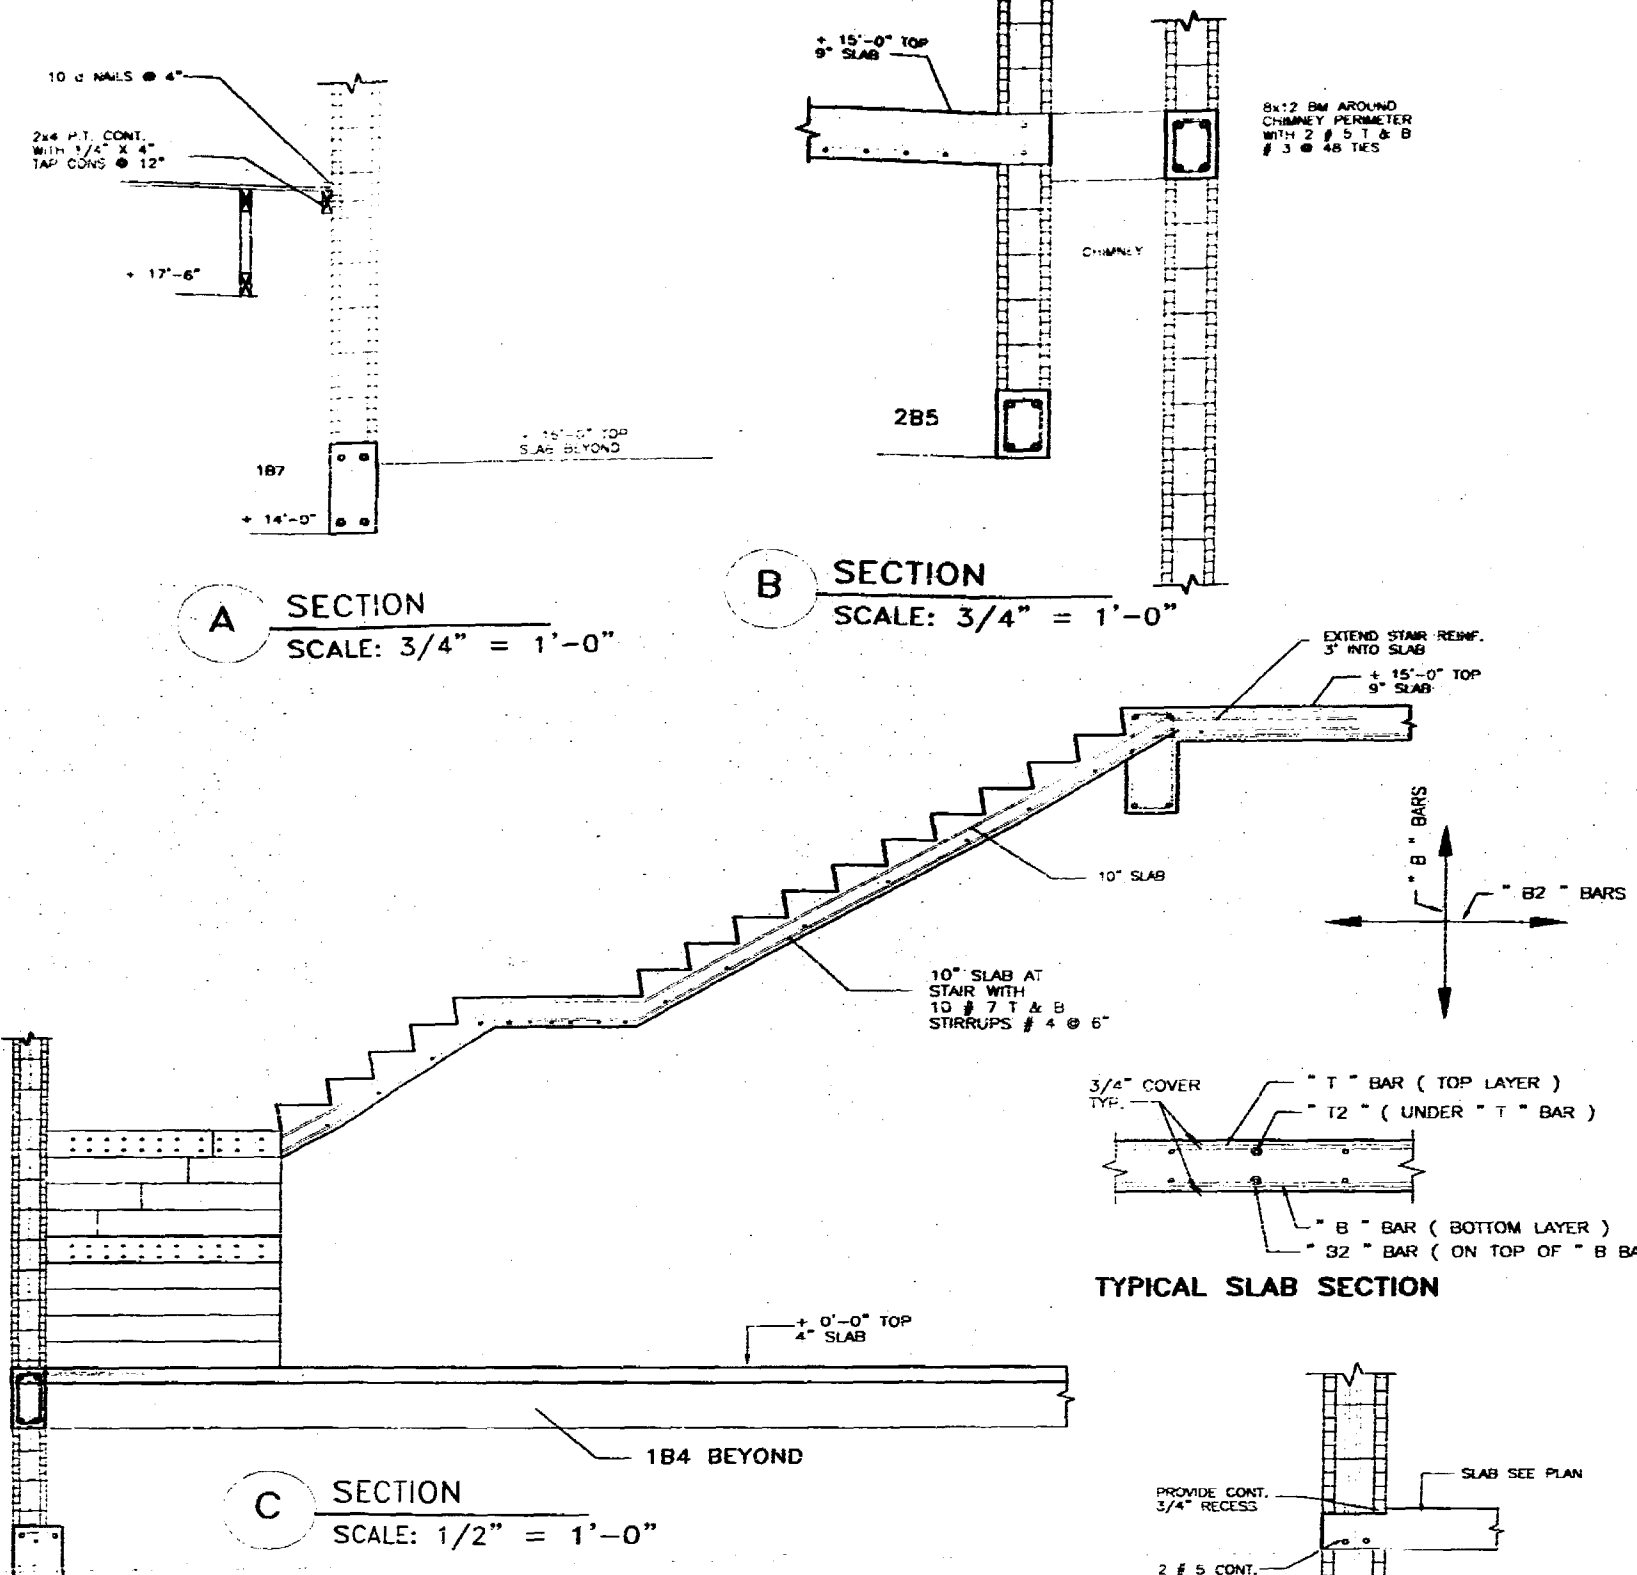 10 d NAILS @ 4"
2x4 P.T. CONT.
WITH 1/4" X 4"
TAP CONS @ 12"
+ 17'-6"
1B7
+ 14'-0"
+ 15'-0" TOP
SLAB BEYOND
A
SECTION
SCALE: 3/4" = 1'-0"
+ 15'-0" TOP
9" SLAB
8x12 BM AROUND
CHIMNEY PERIMETER
WITH 2 # 5 T & B
# 3 @ 48 TIES
CHIMNEY
2B5
B
SECTION
SCALE: 3/4" = 1'-0"
EXTEND STAIR REINF.
3' INTO SLAB
+ 15'-0" TOP
9" SLAB
10" SLAB
10" SLAB AT
STAIR WITH
10 # 7 T & B
STIRRUPS # 4 @ 6"
" B " BARS
" B2 " BARS
3/4" COVER
TYP.
" T " BAR ( TOP LAYER )
" T2 " ( UNDER " T " BAR )
" B " BAR ( BOTTOM LAYER )
" B2 " BAR ( ON TOP OF " B BA
TYPICAL SLAB SECTION
+ 0'-0" TOP
4" SLAB
1B4 BEYOND
C
SECTION
SCALE: 1/2" = 1'-0"
SLAB SEE PLAN
PROVIDE CONT.
3/4" RECESS
2 # 5 CONT.